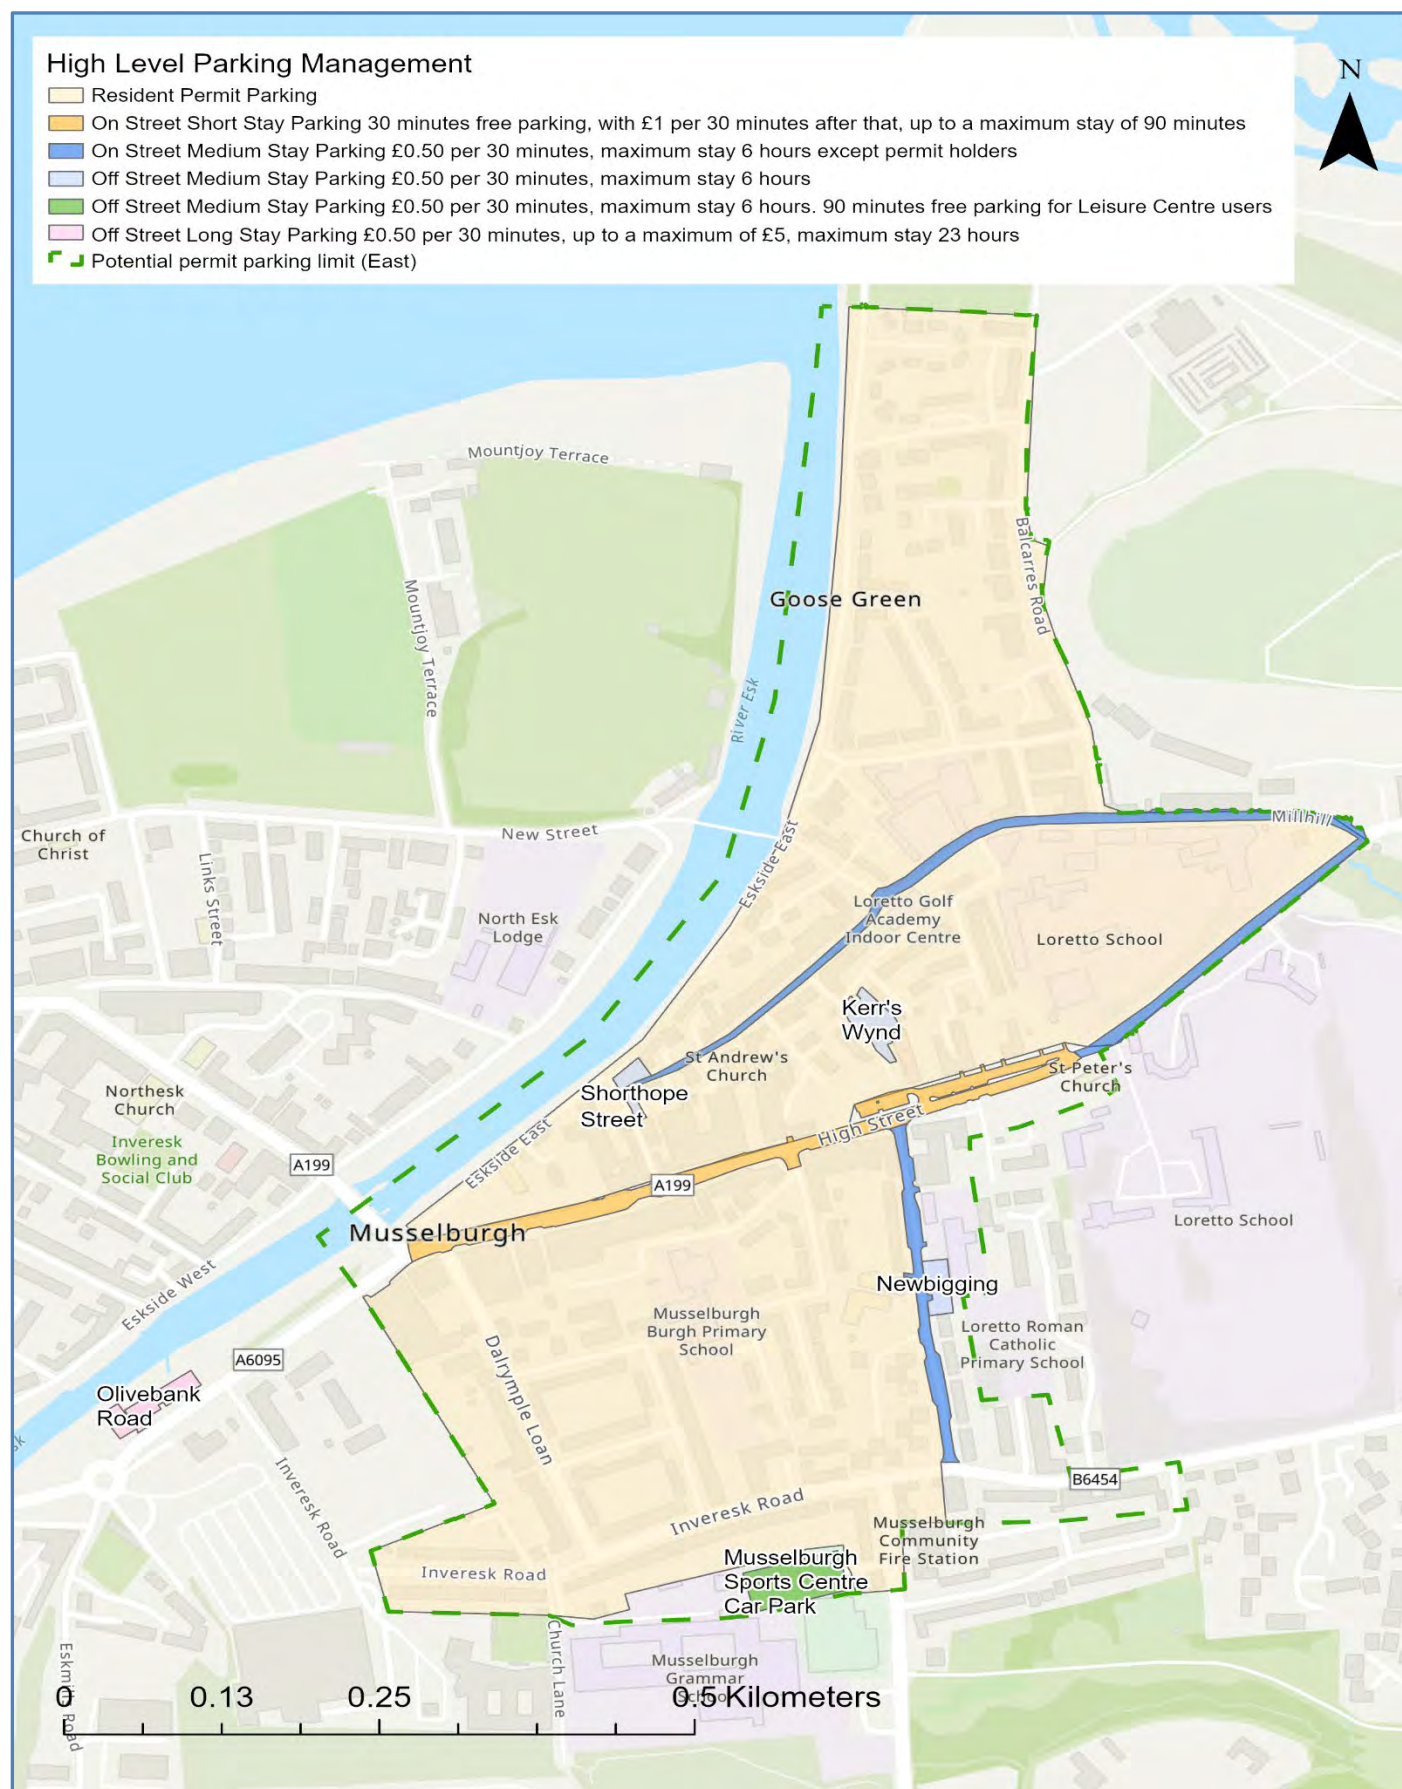 High Level Parking Management
N
Resident Permit Parking
On Street Short Stay Parking 30 minutes free parking, with £1 per 30 minutes after that, up to a maximum stay of 90 minutes
On Street Medium Stay Parking £0.50 per 30 minutes, maximum stay 6 hours except permit holders
Off Street Medium Stay Parking £0.50 per 30 minutes, maximum stay 6 hours
Off Street Medium Stay Parking £0.50 per 30 minutes, maximum stay 6 hours. 90 minutes free parking for Leisure Centre users
Off Street Long Stay Parking £0.50 per 30 minutes, up to a maximum of £5, maximum stay 23 hours
Potential permit parking limit (East)
Mountjoy Terrace
Mountjoy Terrace
Balcarres Road
Goose Green
River Esk
Millhill
New Street
Church of
Christ
Links Street
Eskside East
North Esk
Lodge
Loretto Golf
Academy
Indoor Centre
Loretto School
Kerr's
Wynd
St Andrew's
Church
St Peter's
Church
Shorthope
Street
Northesk
Church
Inveresk
Bowling and
Social Club
A199
Eskside East
High Street
A199
Musselburgh
Loretto School
Eskside West
Newbigging
Musselburgh
Burgh Primary
School
Loretto Roman
Catholic
Primary School
A6095
Olivebank
Road
sk
Dalrymple Loan
Inveresk Road
B6454
Inveresk Road
Musselburgh
Community
Fire Station
Inveresk Road
Musselburgh
Sports Centre
Car Park
Church Lane
Musselburgh
Grammar
School
Eskmills Road
0
0.13
0.25
0.5 Kilometers